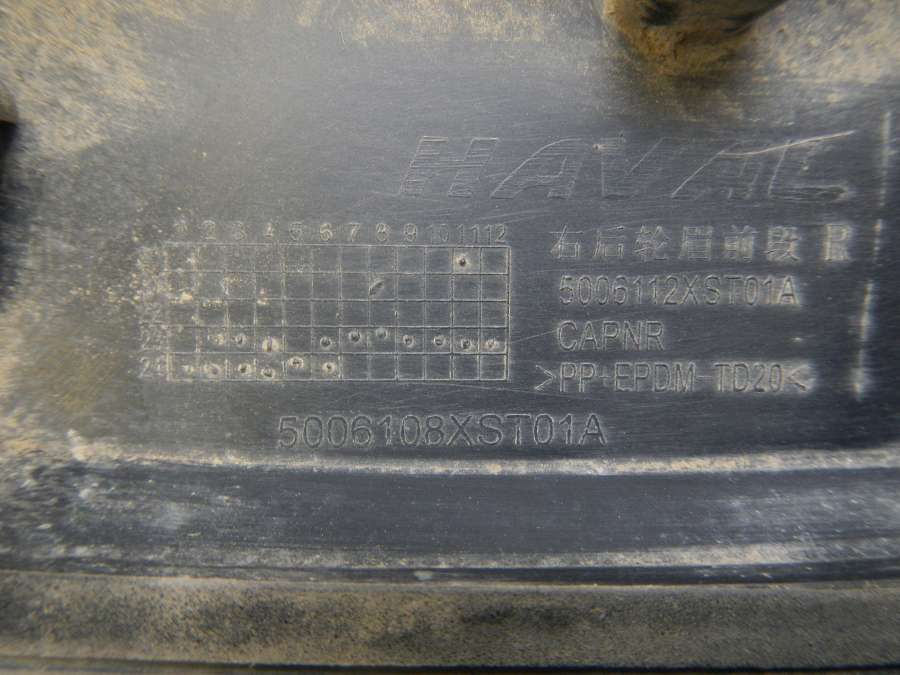 HAVAL
1 2 3 4 5 6 7 8 9 10 11 12
右后轮眉前段 R
5006112XST01A
CAPNR
>PP+EPDM-TD20<
24
5006108XST01A